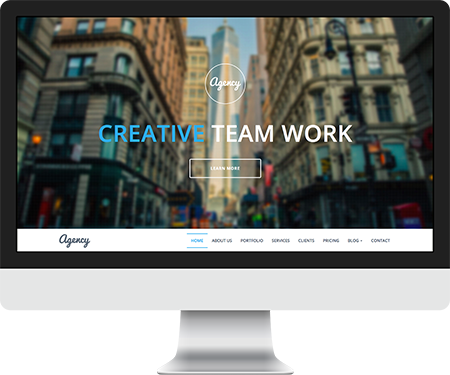 Agency
CREATIVE TEAM WORK
LEARN MORE
Agency
HOME ABOUT US PORTFOLIO SERVICES CLIENTS PRICING BLOG + CONTACT